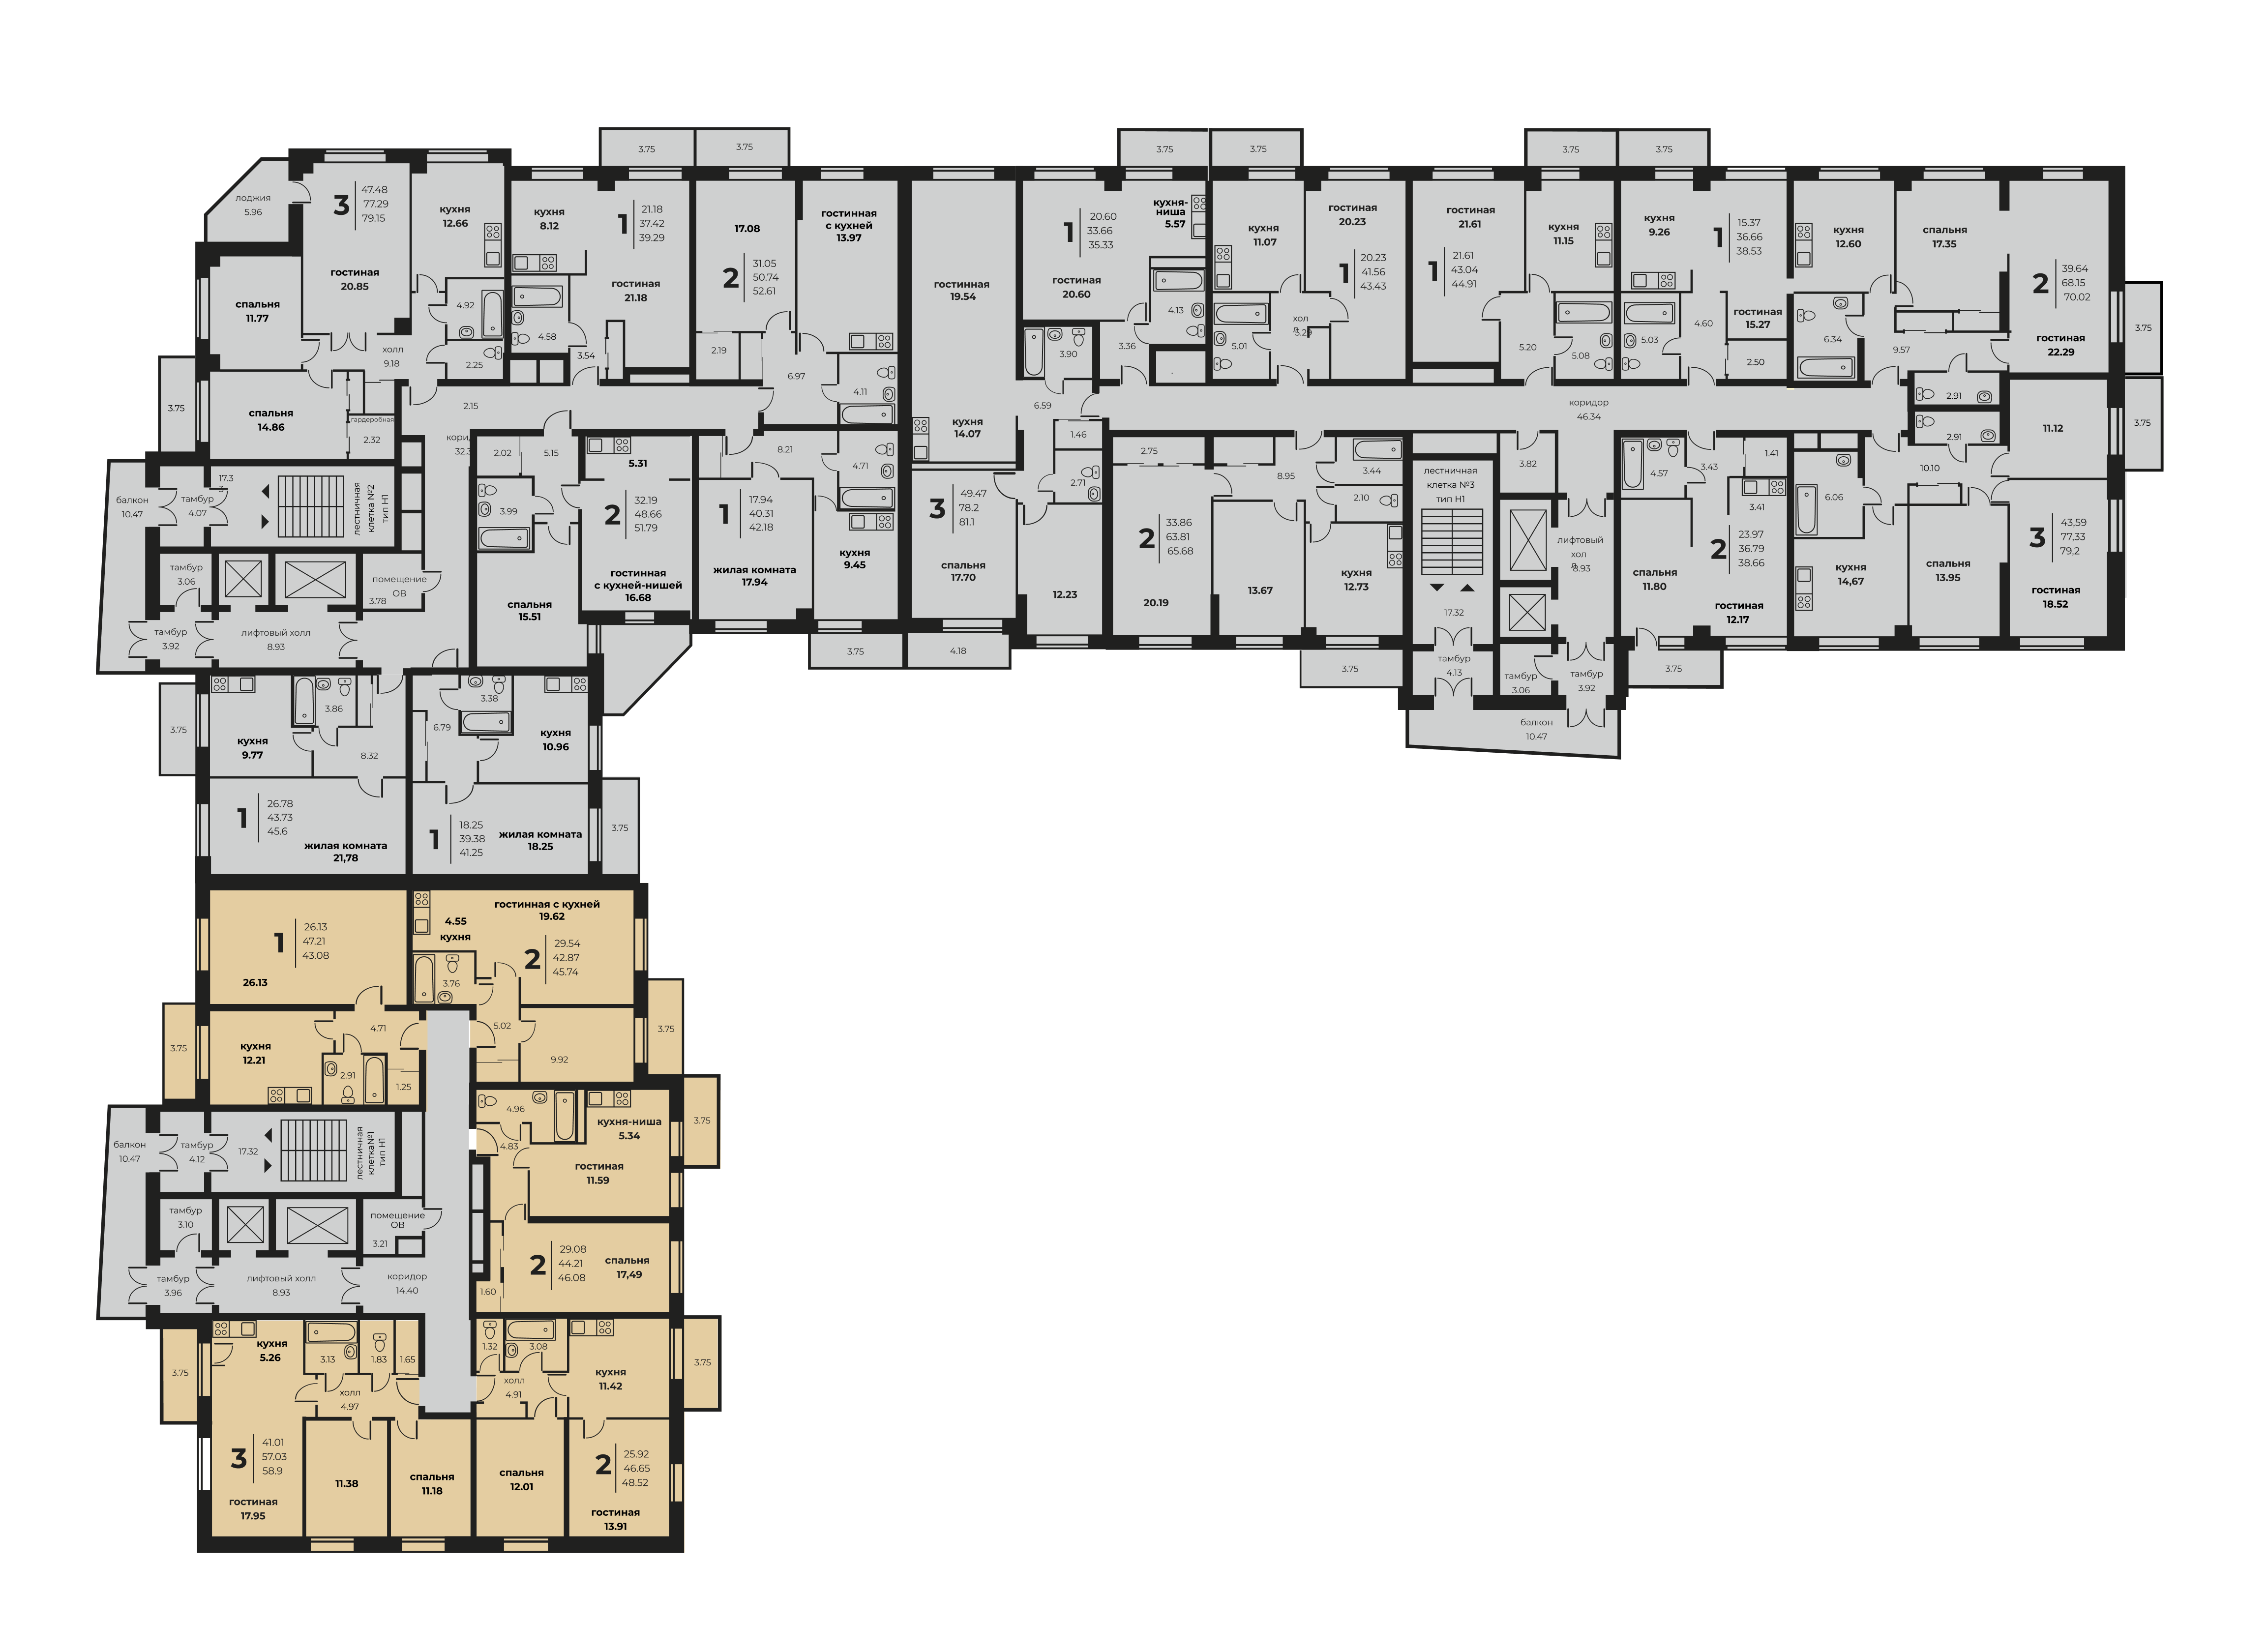 3.75
3.75
3.75
3.75
3.75
3.75
лоджия
5.96
3
47.48
77.29
79.15
кухня
12.66
гостиная
20.85
спальня
11.77
4.92
холл
9.18
2.25
спальня
14.86
гардеробная
2.32
3.75
кухня
8.12
1
21.18
37.42
39.29
гостиная
21.18
4.58
3.54
17.08
гостинная
с кухней
13.97
2
31.05
50.74
52.61
2.19
6.97
4.11
гостинная
19.54
кухня
14.07
6.59
3.90
1.46
2.71
3
49.47
78.2
81.1
спальня
17.70
12.23
4.18
1
20.60
33.66
35.33
кухня-
ниша
5.57
гостиная
20.60
4.13
3.36
кухня
11.07
гостиная
20.23
1
20.23
41.56
43.43
хол
л
5.29
5.01
гостиная
21.61
кухня
11.15
1
21.61
43.04
44.91
5.20
5.08
кухня
9.26
1
15.37
36.66
38.53
гостиная
15.27
4.60
5.03
2.50
кухня
12.60
спальня
17.35
2
39.64
68.15
70.02
гостиная
22.29
6.34
9.57
2.91
3.75
3.75
2.15
коридор
46.34
2.91
11.12
10.10
6.06
кухня
14,67
спальня
13.95
3
43,59
77,33
79,2
гостиная
18.52
4.57
3.43
1.41
3.41
2
23.97
36.79
38.66
спальня
11.80
гостиная
12.17
3.75
3.82
лестничная
клетка №3
тип Н1
17.32
лифтовый
хол
л
8.93
тамбур
4.13
тамбур
3.06
тамбур
3.92
балкон
10.47
2.75
8.95
3.44
2.10
2
33.86
63.81
65.68
20.19
13.67
кухня
12.73
3.75
8.21
4.71
1
17.94
40.31
42.18
жилая комната
17.94
кухня
9.45
3.75
2.02
5.15
5.31
3.99
2
32.19
48.66
51.79
гостинная
с кухней-нишей
16.68
спальня
15.51
кори
32.3
балкон
10.47
тамбур
4.07
17.3
3
лестничная
клетка №2
тип Н1
тамбур
3.06
помещение
ОВ
3.78
тамбур
3.92
лифтовый холл
8.93
3.75
3.86
кухня
9.77
8.32
1
26.78
43.73
45.6
жилая комната
21,78
3.38
6.79
кухня
10.96
1
18.25
39.38
41.25
жилая комната
18.25
3.75
1
26.13
47.21
43.08
26.13
4.55
кухня
гостинная с кухней
19.62
2
29.54
42.87
45.74
3.76
5.02
9.92
3.75
3.75
кухня
12.21
4.71
2.91
1.25
балкон
10.47
тамбур
4.12
17.32
лестничная
клетка№1
тип Н1
тамбур
3.10
помещение
ОВ
3.21
тамбур
3.96
лифтовый холл
8.93
коридор
14.40
4.96
4.83
кухня-ниша
5.34
гостиная
11.59
3.75
2
29.08
44.21
46.08
спальня
17,49
1.60
3.75
кухня
5.26
3.13
1.83
1.65
холл
4.97
3
41.01
57.03
58.9
гостиная
17.95
11.38
спальня
11.18
1.32
3.08
холл
4.91
кухня
11.42
3.75
спальня
12.01
2
25.92
46.65
48.52
гостиная
13.91